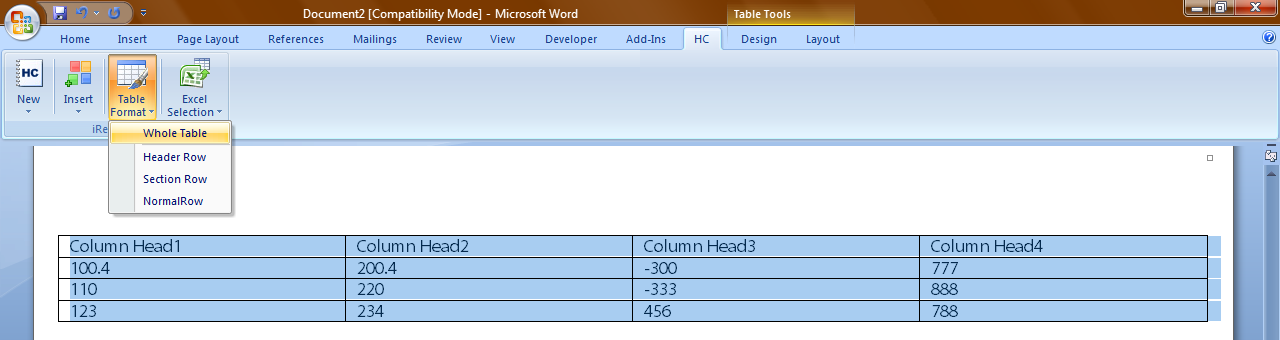 Document2 [Compatibility Mode] - Microsoft Word
Table Tools
Home Insert Page Layout References Mailings Review View Developer Add-Ins HC Design Layout
HC
New Insert Table Format Excel Selection
iRe
Whole Table
Header Row
Section Row
NormalRow
Column Head1 Column Head2 Column Head3 Column Head4
100.4 200.4 -300 777
110 220 -333 888
123 234 456 788